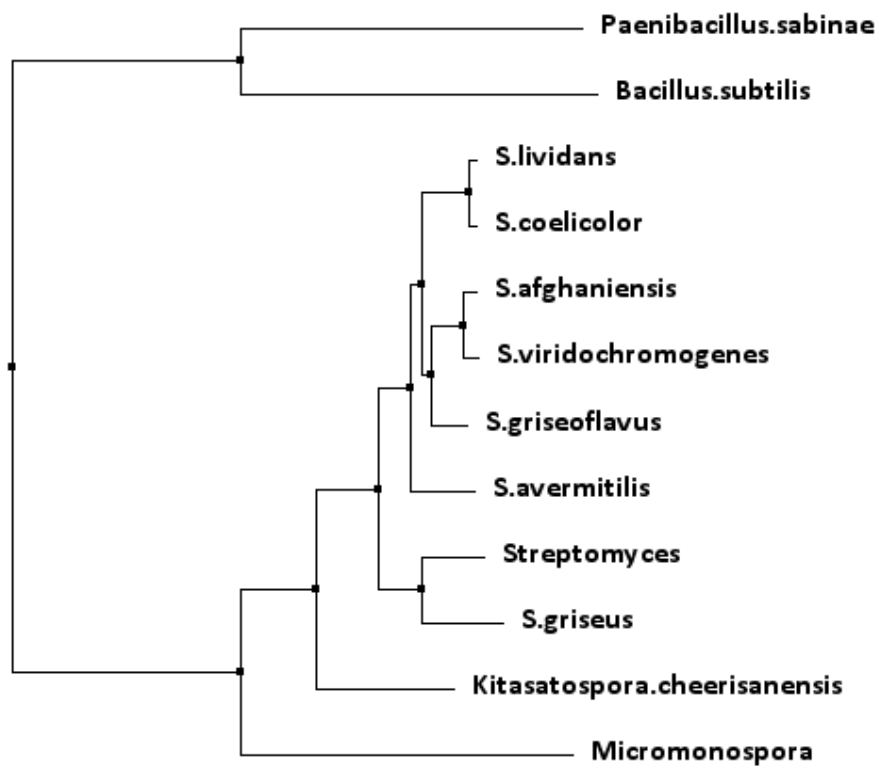 Paenibacillus.sabinae
Bacillus.subtilis
S.lividans
S.coelicolor
S.afghaniensis
S.viridochromogenes
S.griseoflavus
S.avermitilis
Streptomyces
S.griseus
Kitasatospora.cheerisanensis
Micromonospora